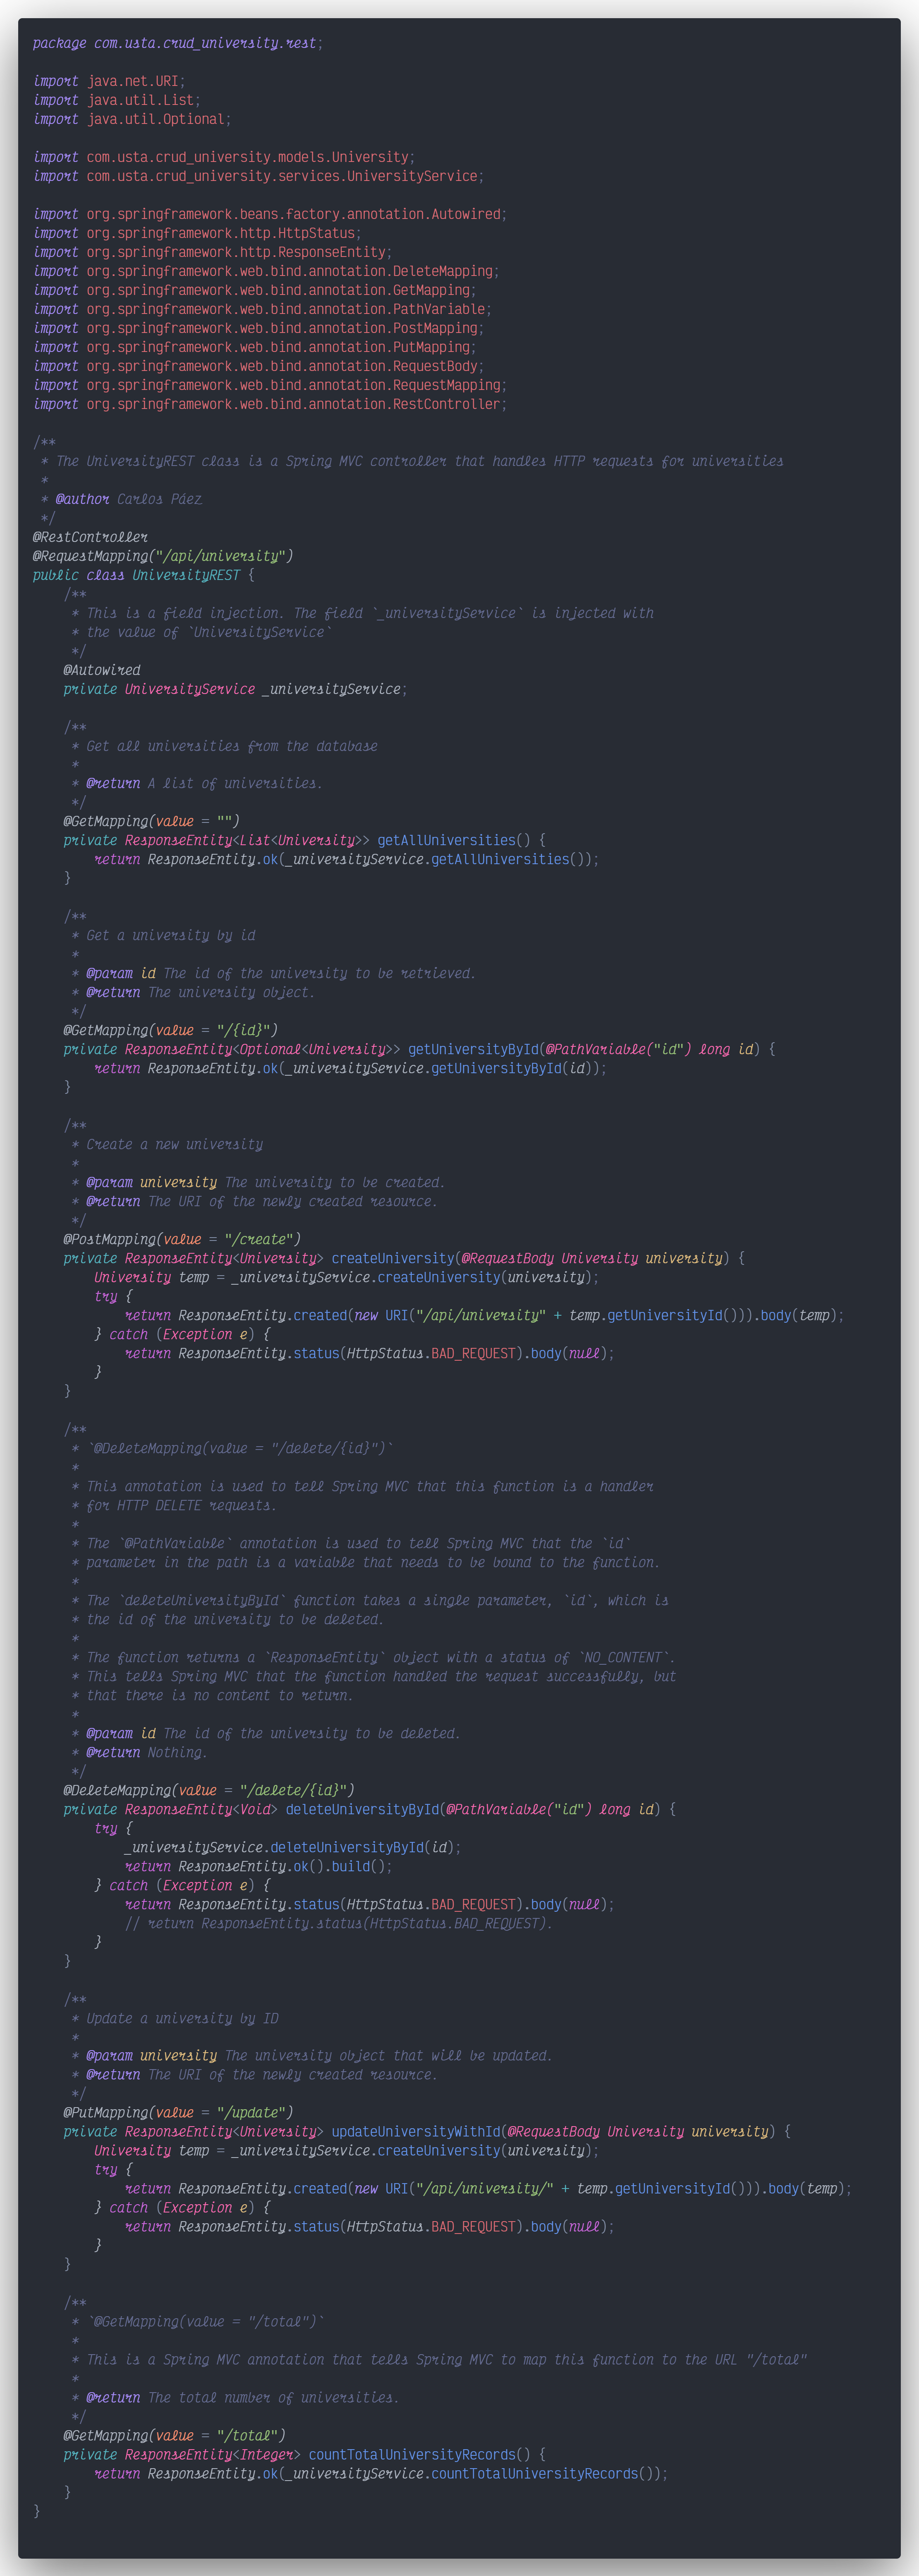 package com.usta.crud_university.rest;

import java.net.URI;
import java.util.List;
import java.util.Optional;

import com.usta.crud_university.models.University;
import com.usta.crud_university.services.UniversityService;

import org.springframework.beans.factory.annotation.Autowired;
import org.springframework.http.HttpStatus;
import org.springframework.http.ResponseEntity;
import org.springframework.web.bind.annotation.DeleteMapping;
import org.springframework.web.bind.annotation.GetMapping;
import org.springframework.web.bind.annotation.PathVariable;
import org.springframework.web.bind.annotation.PostMapping;
import org.springframework.web.bind.annotation.PutMapping;
import org.springframework.web.bind.annotation.RequestBody;
import org.springframework.web.bind.annotation.RequestMapping;
import org.springframework.web.bind.annotation.RestController;

/**
 * The UniversityREST class is a Spring MVC controller that handles HTTP requests for universities
 *
 * @author Carlos Páez
 */
@RestController
@RequestMapping("/api/university")
public class UniversityREST {
    /**
     * This is a field injection. The field `_universityService` is injected with
     * the value of `UniversityService`
     */
    @Autowired
    private UniversityService _universityService;

    /**
     * Get all universities from the database
     *
     * @return A list of universities.
     */
    @GetMapping(value = "")
    private ResponseEntity<List<University>> getAllUniversities() {
        return ResponseEntity.ok(_universityService.getAllUniversities());
    }

    /**
     * Get a university by id
     *
     * @param id The id of the university to be retrieved.
     * @return The university object.
     */
    @GetMapping(value = "/{id}")
    private ResponseEntity<Optional<University>> getUniversityById(@PathVariable("id") long id) {
        return ResponseEntity.ok(_universityService.getUniversityById(id));
    }

    /**
     * Create a new university
     *
     * @param university The university to be created.
     * @return The URI of the newly created resource.
     */
    @PostMapping(value = "/create")
    private ResponseEntity<University> createUniversity(@RequestBody University university) {
        University temp = _universityService.createUniversity(university);
        try {
            return ResponseEntity.created(new URI("/api/university" + temp.getUniversityId())).body(temp);
        } catch (Exception e) {
            return ResponseEntity.status(HttpStatus.BAD_REQUEST).body(null);
        }
    }

    /**
     * `@DeleteMapping(value = "/delete/{id}")`
     *
     * This annotation is used to tell Spring MVC that this function is a handler
     * for HTTP DELETE requests.
     *
     * The `@PathVariable` annotation is used to tell Spring MVC that the `id`
     * parameter in the path is a variable that needs to be bound to the function.
     *
     * The `deleteUniversityById` function takes a single parameter, `id`, which is
     * the id of the university to be deleted.
     *
     * The function returns a `ResponseEntity` object with a status of `NO_CONTENT`.
     * This tells Spring MVC that the function handled the request successfully, but
     * that there is no content to return.
     *
     * @param id The id of the university to be deleted.
     * @return Nothing.
     */
    @DeleteMapping(value = "/delete/{id}")
    private ResponseEntity<Void> deleteUniversityById(@PathVariable("id") long id) {
        try {
            _universityService.deleteUniversityById(id);
            return ResponseEntity.ok().build();
        } catch (Exception e) {
            return ResponseEntity.status(HttpStatus.BAD_REQUEST).body(null);
            // return ResponseEntity.status(HttpStatus.BAD_REQUEST).
        }
    }

    /**
     * Update a university by ID
     *
     * @param university The university object that will be updated.
     * @return The URI of the newly created resource.
     */
    @PutMapping(value = "/update")
    private ResponseEntity<University> updateUniversityWithId(@RequestBody University university) {
        University temp = _universityService.createUniversity(university);
        try {
            return ResponseEntity.created(new URI("/api/university/" + temp.getUniversityId())).body(temp);
        } catch (Exception e) {
            return ResponseEntity.status(HttpStatus.BAD_REQUEST).body(null);
        }
    }

    /**
     * `@GetMapping(value = "/total")`
     *
     * This is a Spring MVC annotation that tells Spring MVC to map this function to the URL "/total"
     *
     * @return The total number of universities.
     */
    @GetMapping(value = "/total")
    private ResponseEntity<Integer> countTotalUniversityRecords() {
        return ResponseEntity.ok(_universityService.countTotalUniversityRecords());
    }
}